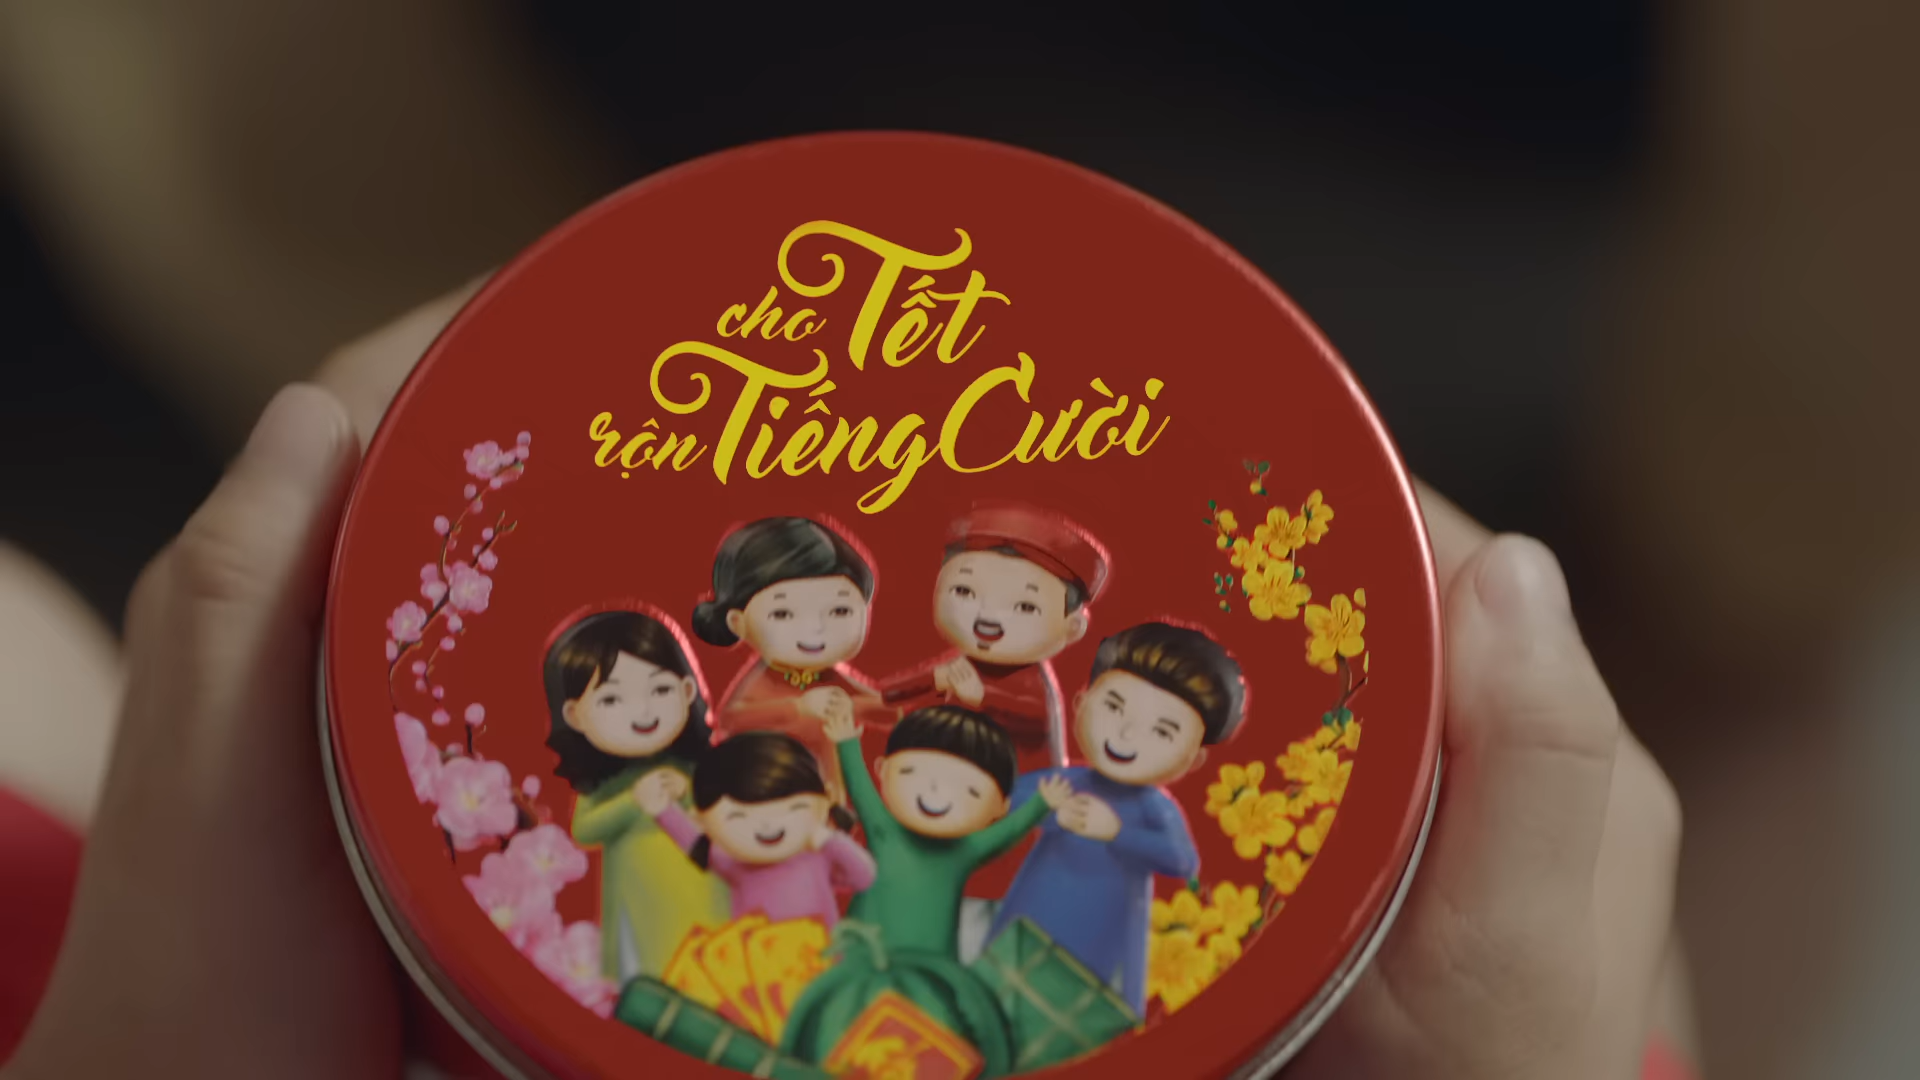 cho Tết
rộn Tiếng Cười